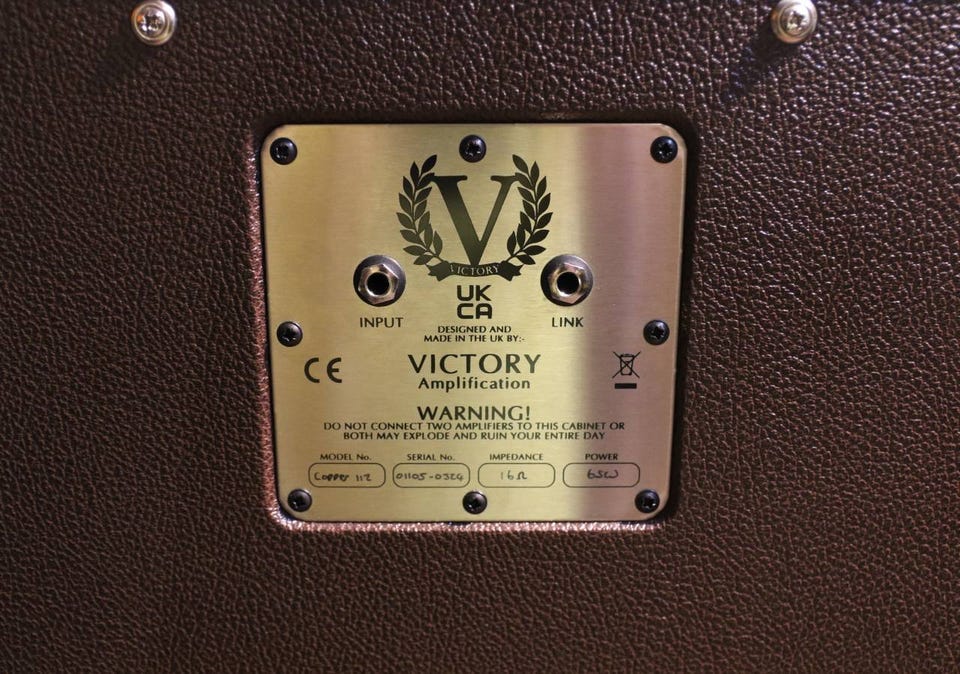 V
VICTORY
UK
CA
INPUT
LINK
DESIGNED AND
MADE IN THE UK BY:-
CE
VICTORY
Amplification
WARNING!
DO NOT CONNECT TWO AMPLIFIERS TO THIS CABINET OR
BOTH MAY EXPLODE AND RUIN YOUR ENTIRE DAY
MODEL No. SERIAL No. IMPEDANCE POWER
Copper 112 01105-0324 16Ω 65W